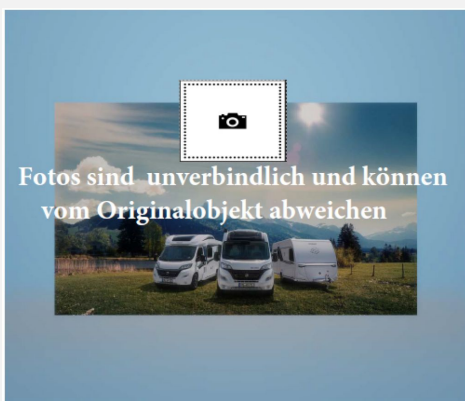 Fotos sind unverbindlich und können
vom Originalobjekt abweichen